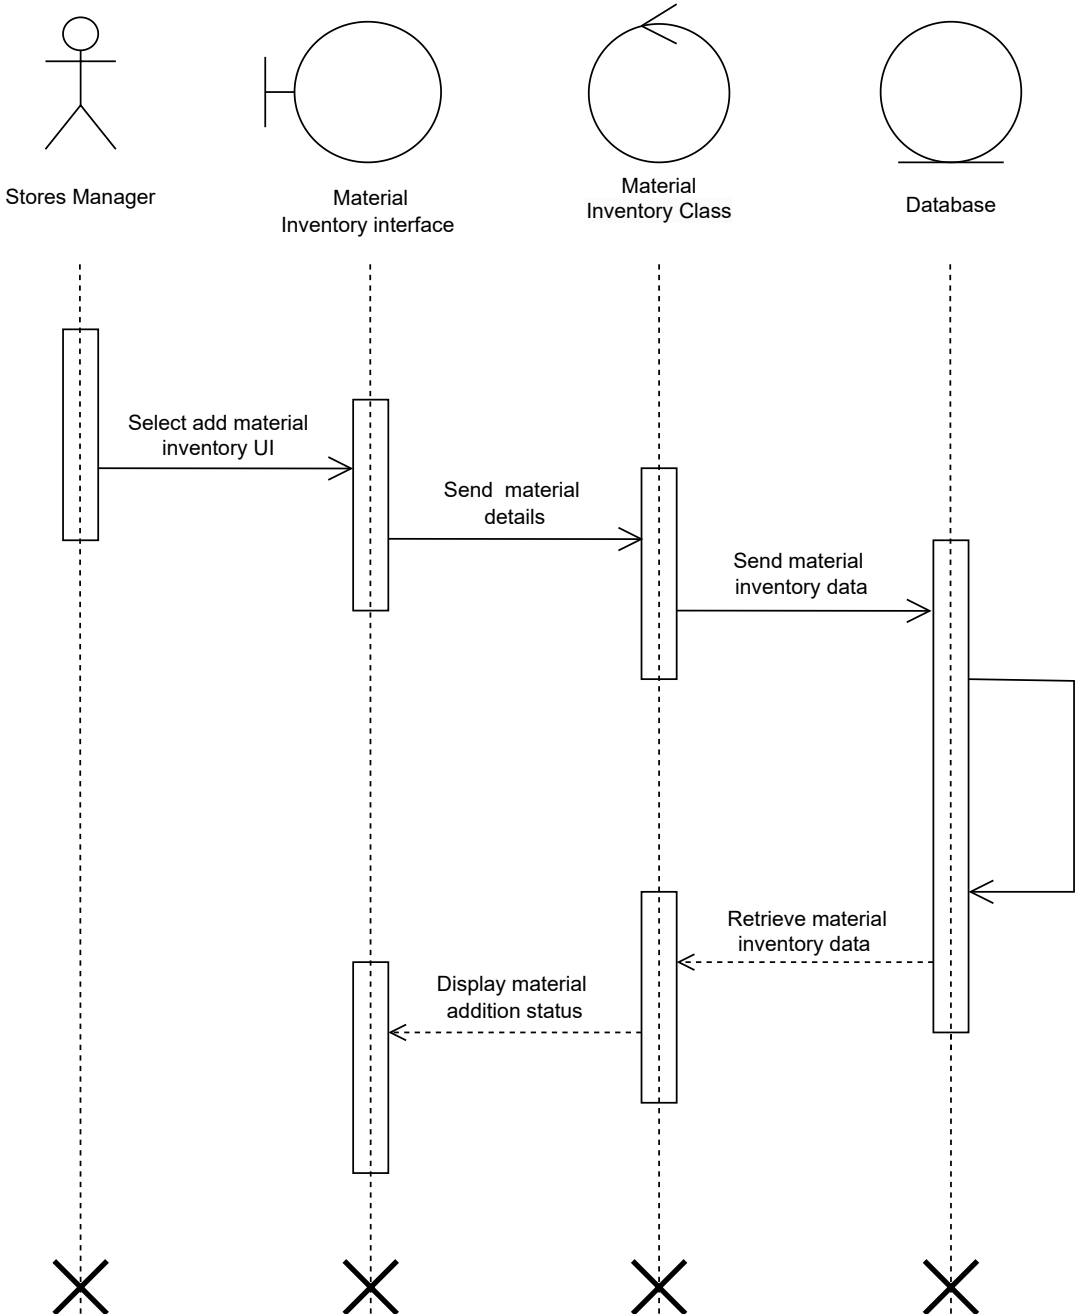 Stores Manager
Material
Inventory interface
Material
Inventory Class
Database
Select add material
inventory UI
Send  material
details
Send material
inventory data
Retrieve material
inventory data
Display material
addition status